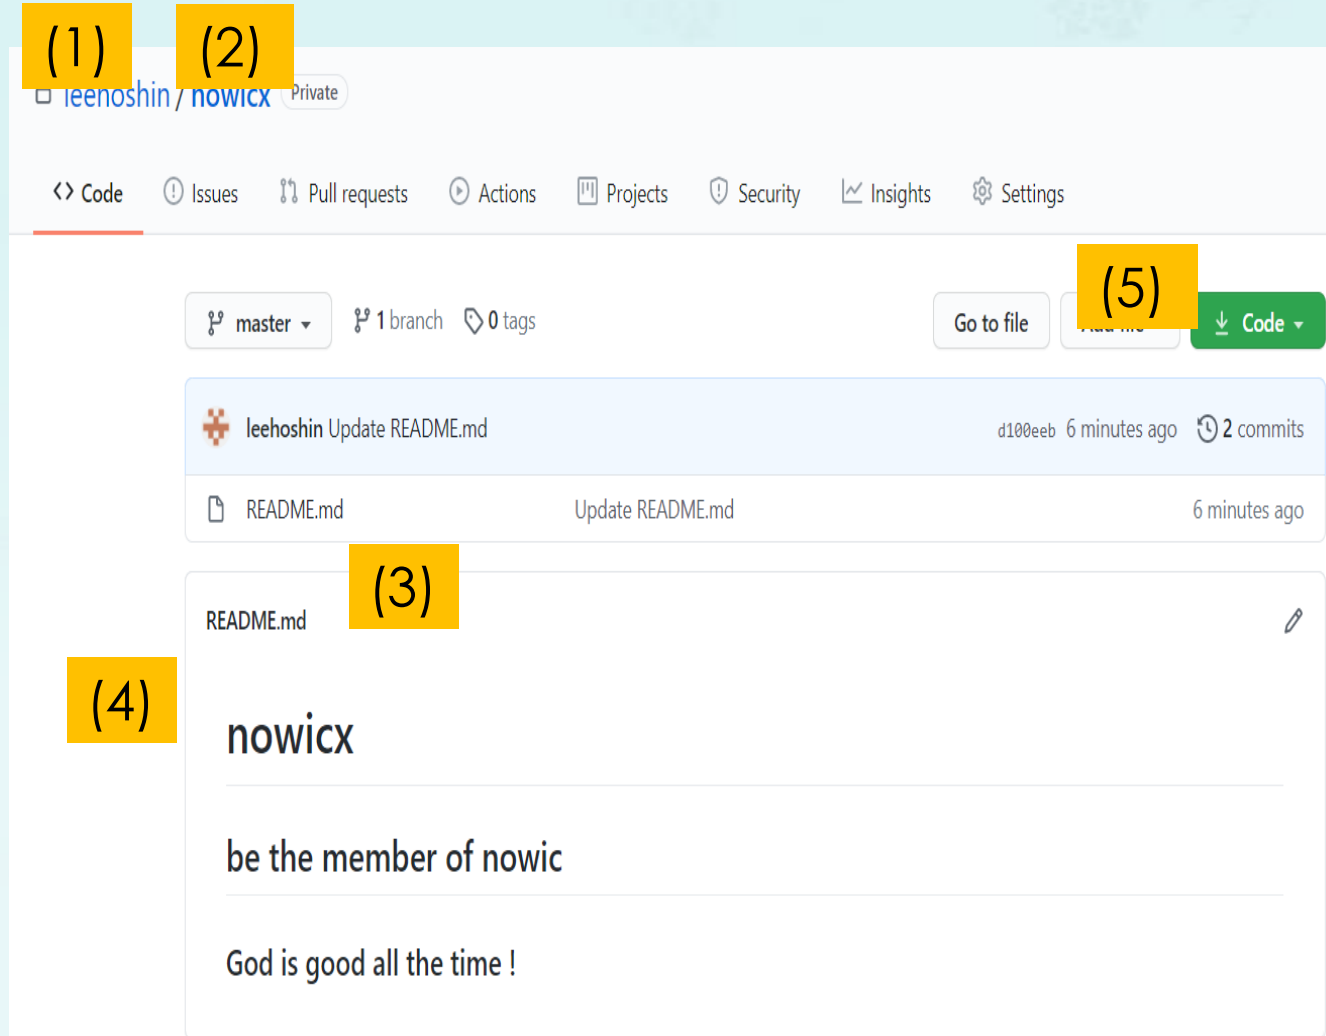 (1) (2)
leehoshin / nowicx Private
Code Issues Pull requests Actions Projects Security Insights Settings
(5)
master 1 branch 0 tags Go to file Add file Code
leehoshin Update README.md d100eeb 6 minutes ago 2 commits
README.md Update README.md 6 minutes ago
(3)
README.md
(4)
nowicx
be the member of nowic
God is good all the time !